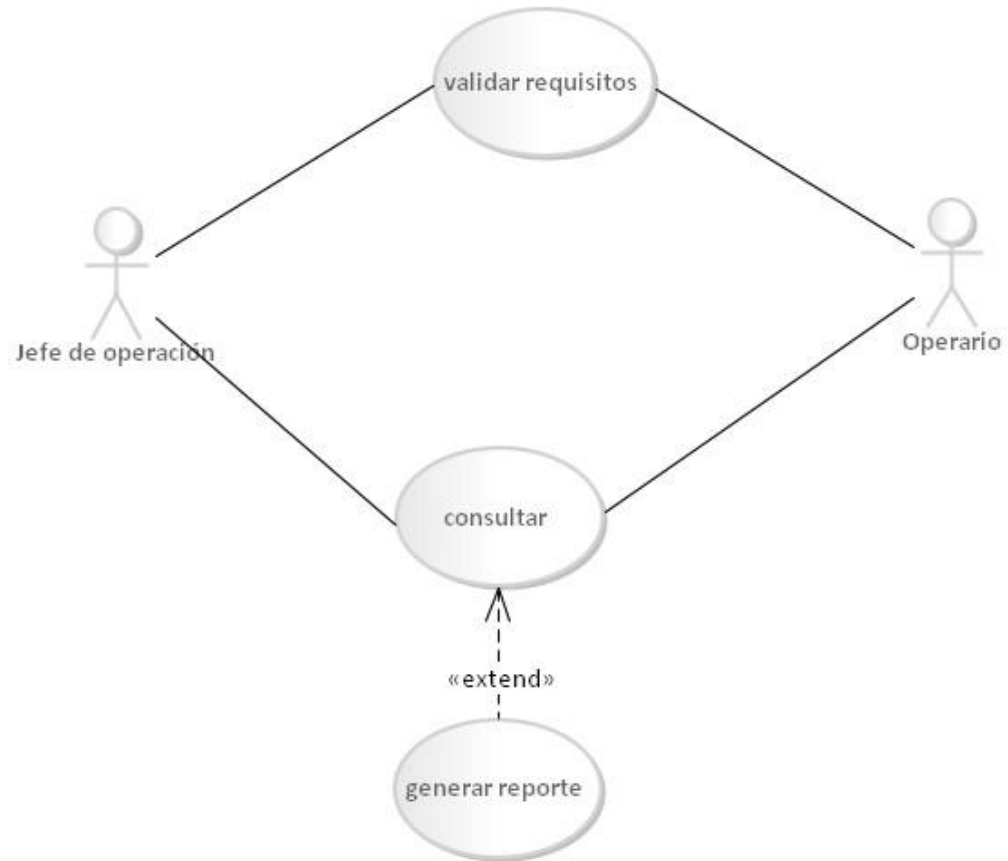 validar requisitos
Jefe de operación
Operario
consultar
«extend»
generar reporte